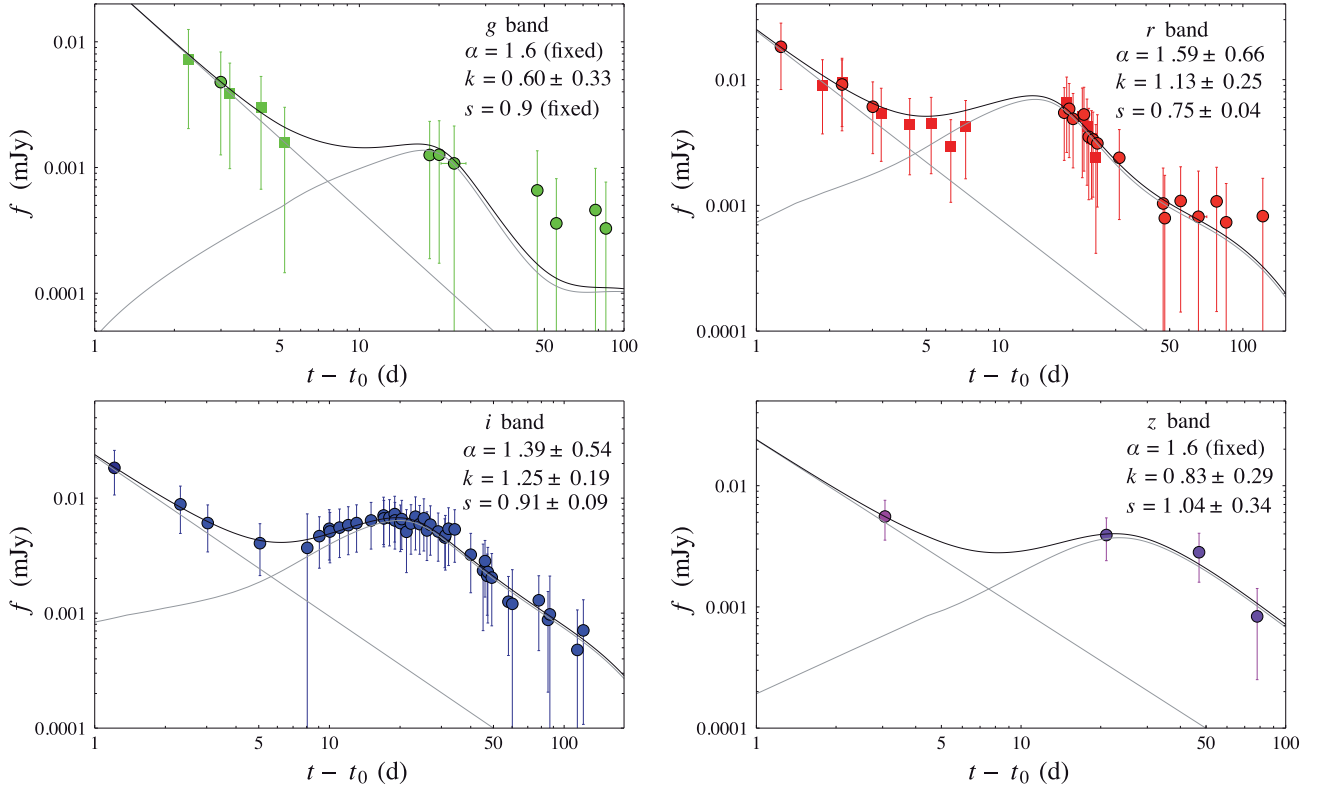 g band
α = 1.6 (fixed)
k = 0.60 ± 0.33
s = 0.9 (fixed)
0.01
0.001
0.0001
f (mJy)
1 5 10 50 100
t − t0 (d)
r band
α = 1.59 ± 0.66
k = 1.13 ± 0.25
s = 0.75 ± 0.04
0.01
0.001
0.0001
f (mJy)
1 5 10 50 100
t − t0 (d)
i band
α = 1.39 ± 0.54
k = 1.25 ± 0.19
s = 0.91 ± 0.09
0.01
0.001
0.0001
f (mJy)
1 5 10 50 100
t − t0 (d)
z band
α = 1.6 (fixed)
k = 0.83 ± 0.29
s = 1.04 ± 0.34
0.01
0.001
0.0001
f (mJy)
1 5 10 50 100
t − t0 (d)